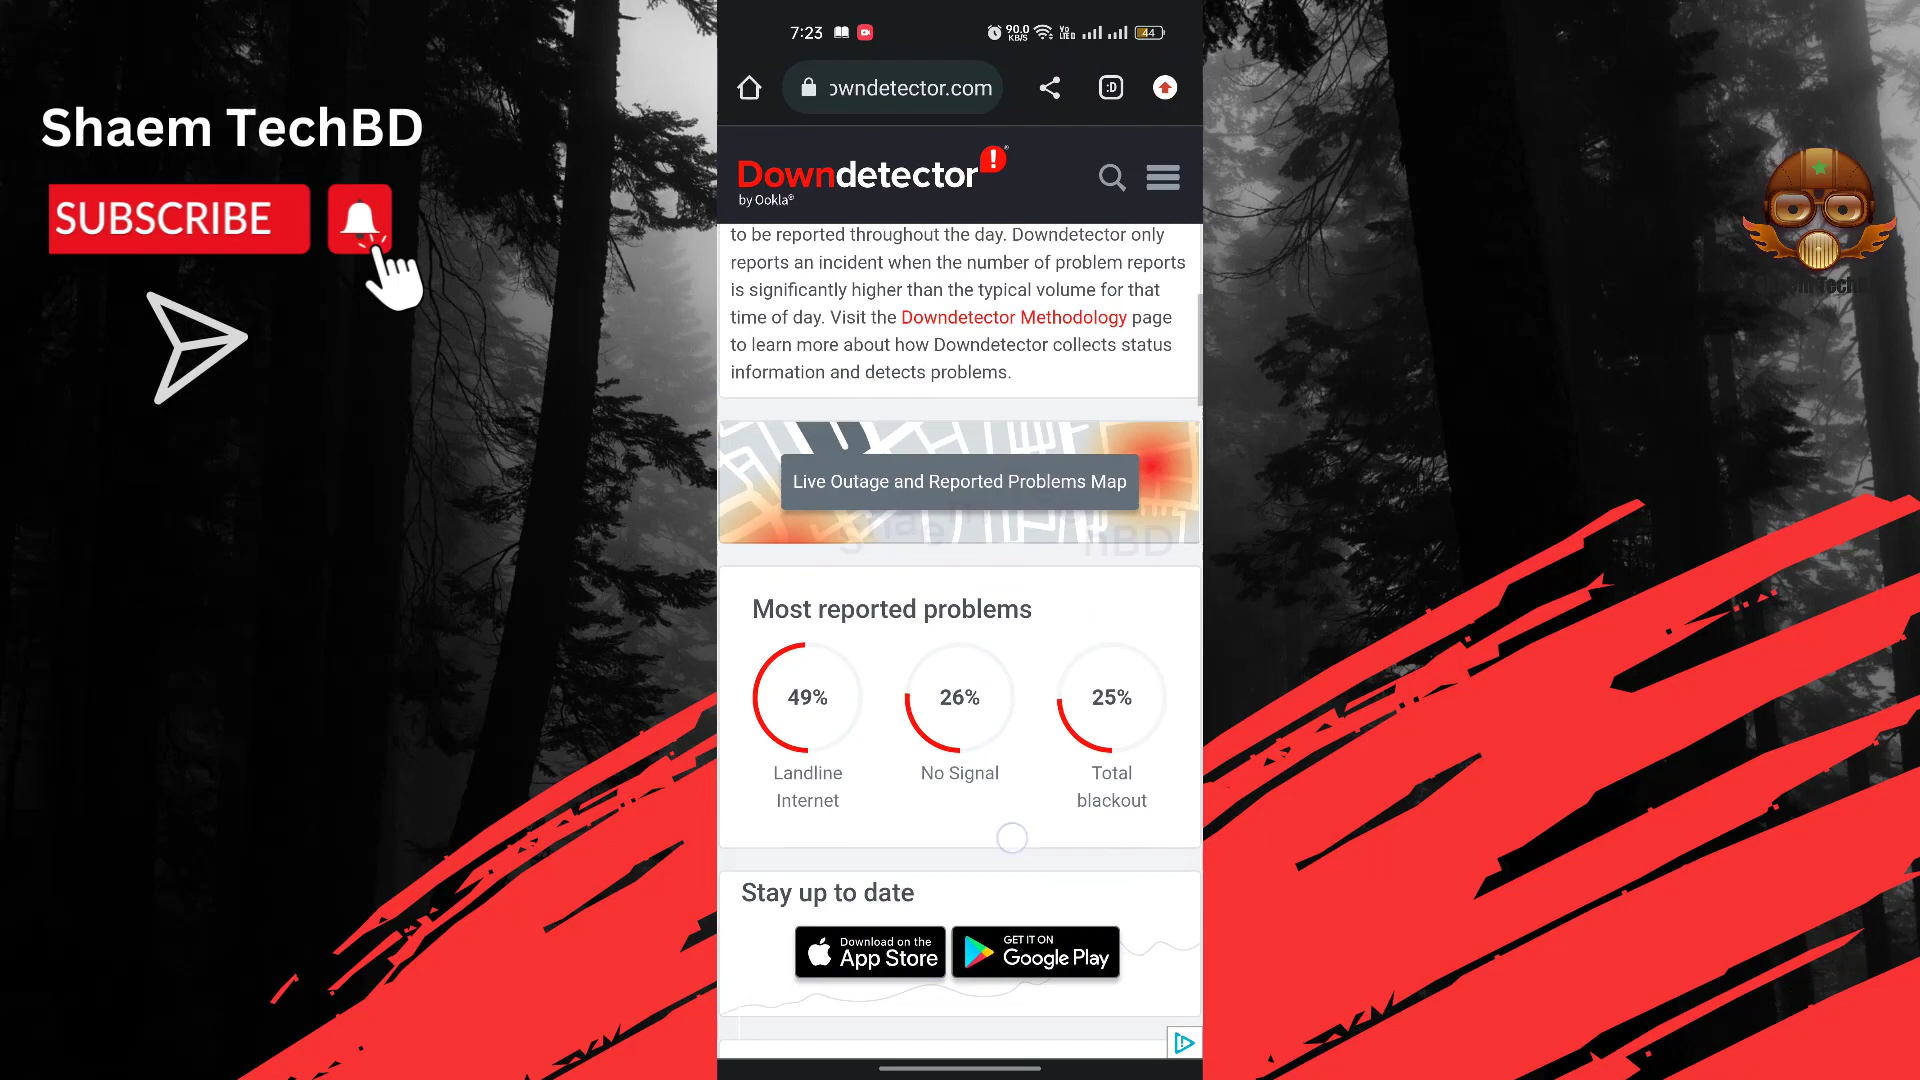 Shaem TechBD
SUBSCRIBE
7:23
90.0
KB/S
Vo
LTE
44
owndetector.com
:D
Downdetector
by Ookla®
to be reported throughout the day. Downdetector only
reports an incident when the number of problem reports
is significantly higher than the typical volume for that
time of day. Visit the Downdetector Methodology page
to learn more about how Downdetector collects status
information and detects problems.
Live Outage and Reported Problems Map
Most reported problems
49%
26%
25%
Landline
Internet
No Signal
Total
blackout
Stay up to date
Download on the
App Store
GET IT ON
Google Play